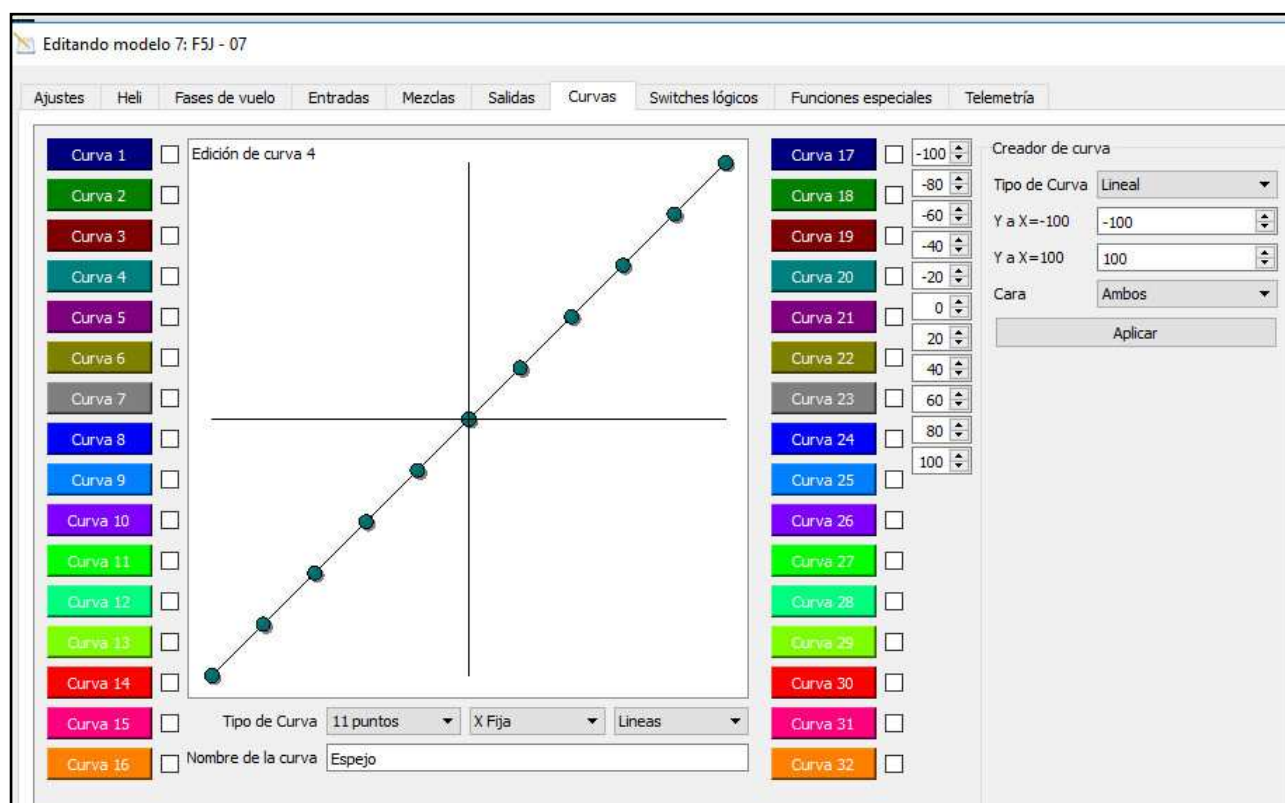 Editando modelo 7: F5J - 07
Ajustes Heli Fases de vuelo Entradas Mezclas Salidas Curvas Switches lógicos Funciones especiales Telemetría
Edición de curva 4
Curva 1
Curva 2
Curva 3
Curva 4
Curva 5
Curva 6
Curva 7
Curva 8
Curva 9
Curva 10
Curva 11
Curva 12
Curva 13
Curva 14
Curva 15
Curva 16
Tipo de Curva 11 puntos X Fija Lineas
Nombre de la curva Espejo
Curva 17
Curva 18
Curva 19
Curva 20
Curva 21
Curva 22
Curva 23
Curva 24
Curva 25
Curva 26
Curva 27
Curva 28
Curva 29
Curva 30
Curva 31
Curva 32
-100
-80
-60
-40
-20
0
20
40
60
80
100
Creador de curva
Tipo de Curva Lineal
Y a X=-100 -100
Y a X=100 100
Cara Ambos
Aplicar